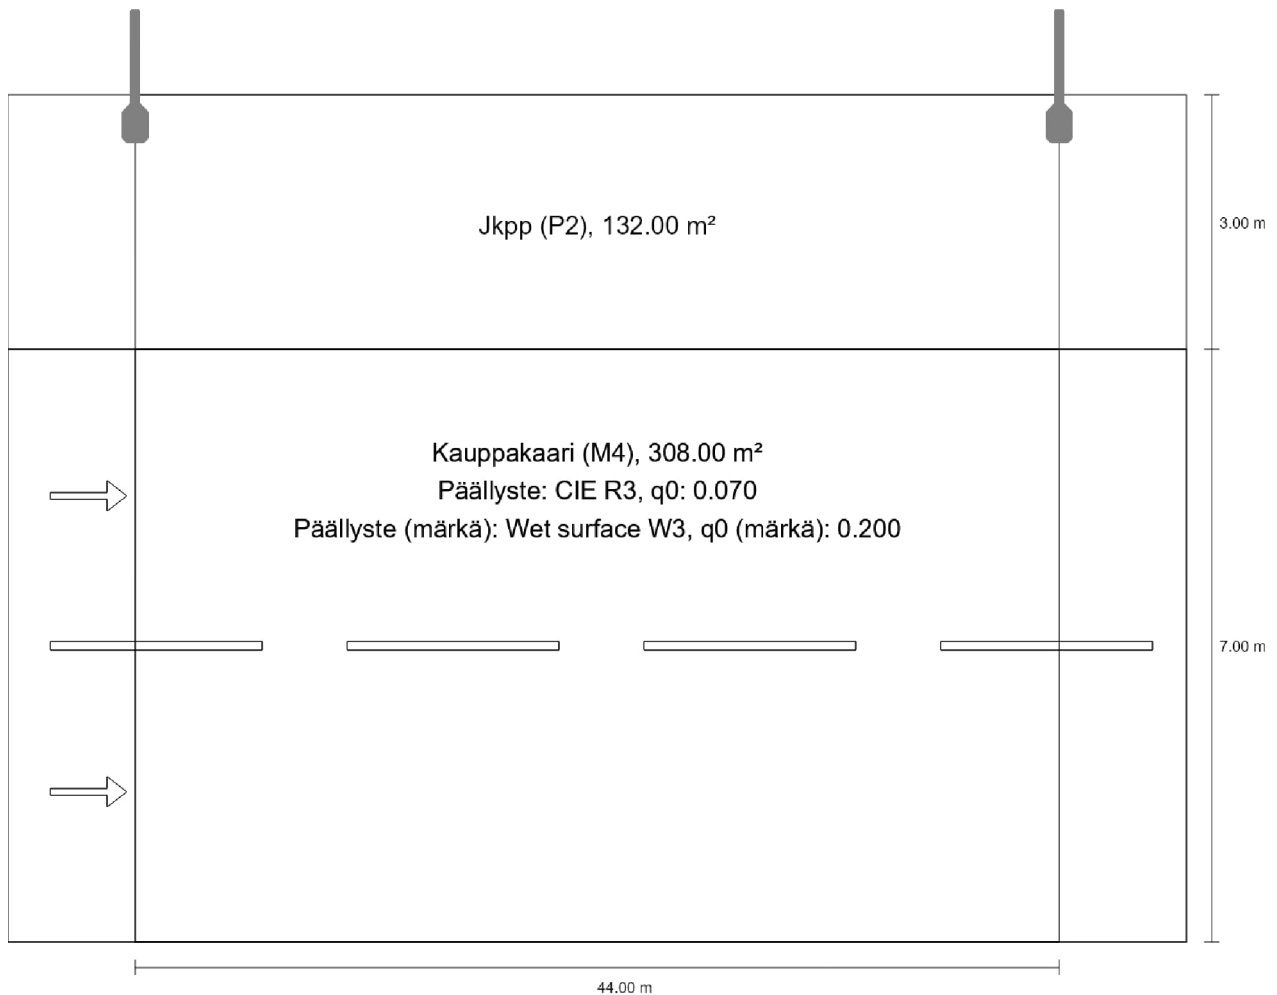 Jkpp (P2), 132.00 m²
3.00 m
Kauppakaari (M4), 308.00 m²
Päällyste: CIE R3, q0: 0.070
Päällyste (märkä): Wet surface W3, q0 (märkä): 0.200
7.00 m
44.00 m